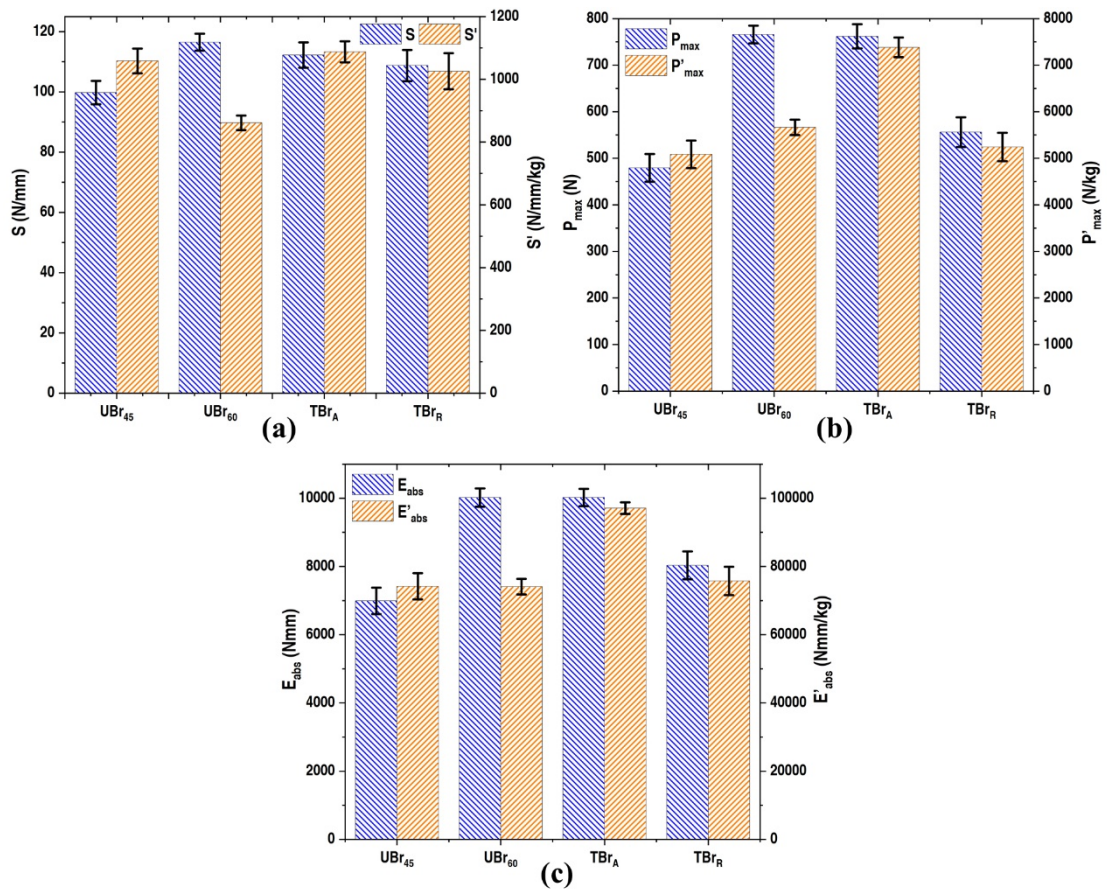 S S'
120
100
80
60
40
20
0
S (N/mm)
1200
1000
800
600
400
200
0
S' (N/mm/kg)
UBr45 UBr60 TBrA TBrR
(a)
Pmax
P'max
800
700
600
500
400
300
200
100
0
Pmax (N)
8000
7000
6000
5000
4000
3000
2000
1000
0
P'max (N/kg)
UBr45 UBr60 TBrA TBrR
(b)
Eabs
E'abs
10000
8000
6000
4000
2000
0
Eabs (Nmm)
100000
80000
60000
40000
20000
0
E'abs (Nmm/kg)
UBr45 UBr60 TBrA TBrR
(c)